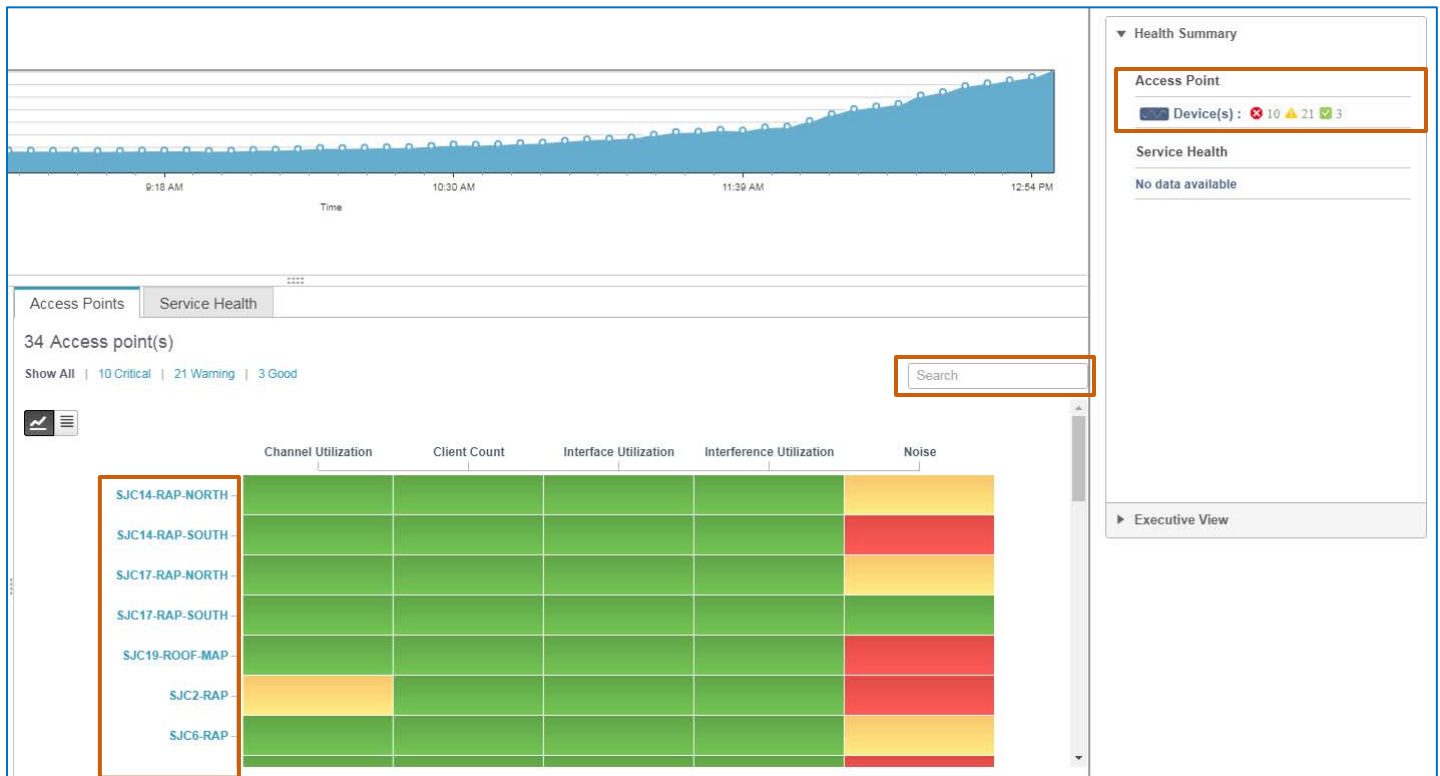 9:18 AM
10:30 AM
11:39 AM
12:54 PM
Time
Health Summary
Access Point
Device(s) : 10 21 3
Service Health
No data available
Executive View
Access Points
Service Health
34 Access point(s)
Show All | 10 Critical | 21 Warning | 3 Good
Search
Channel Utilization
Client Count
Interface Utilization
Interference Utilization
Noise
SJC14-RAP-NORTH
SJC14-RAP-SOUTH
SJC17-RAP-NORTH
SJC17-RAP-SOUTH
SJC19-ROOF-MAP
SJC2-RAP
SJC6-RAP